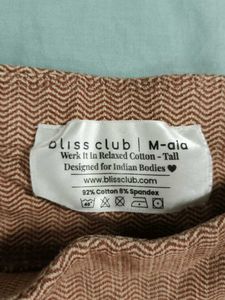 bliss club | M-aia
Werk It in Relaxed Cotton - Tall
Designed for Indian Bodies ❤
www.blissclub.com
92% Cotton 8% Spandex